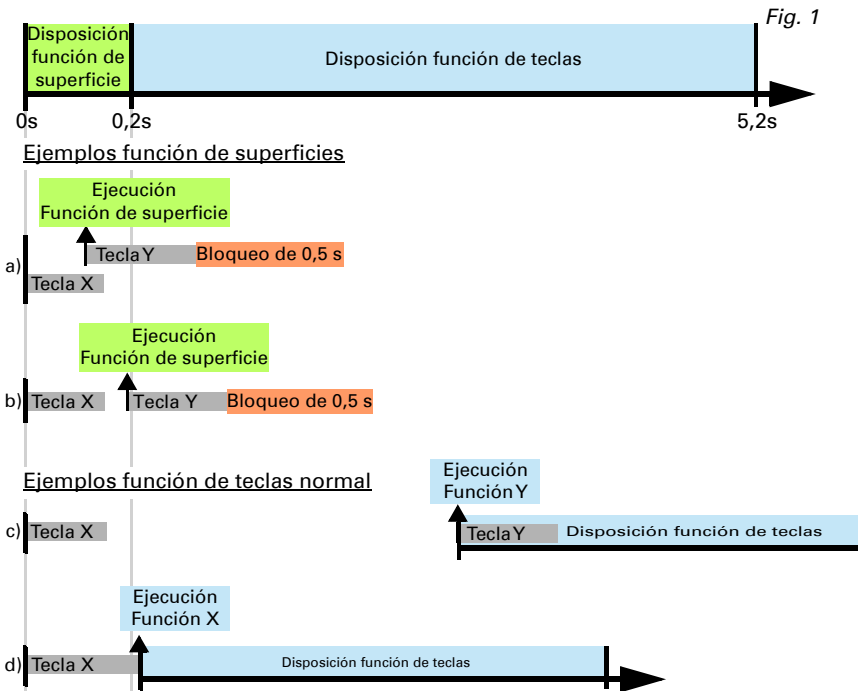 Fig. 1
Disposición
función de
superficie
Disposición función de teclas
0s
0,2s
5,2s
Ejemplos función de superficies
Ejecución
Función de superficie
a)
Tecla Y
Bloqueo de 0,5 s
Tecla X
Ejecución
Función de superficie
b)
Tecla X
Tecla Y
Bloqueo de 0,5 s
Ejemplos función de teclas normal
Ejecución
Función Y
c)
Tecla X
Tecla Y
Disposición función de teclas
Ejecución
Función X
d)
Tecla X
Disposición función de teclas